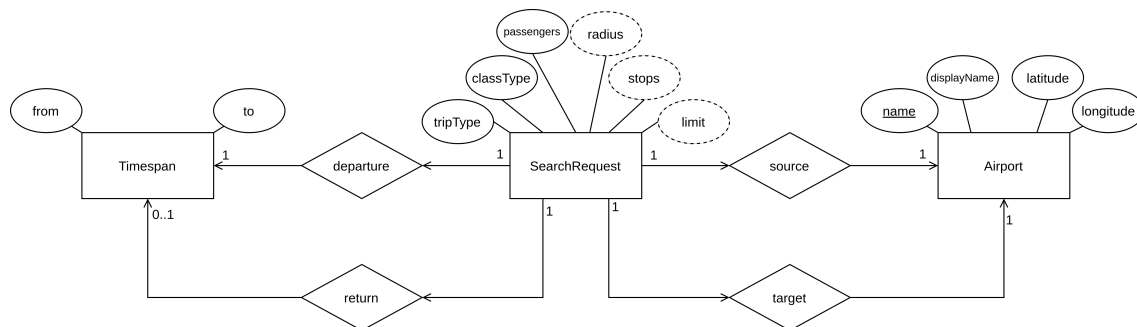 passengers
radius
classType
stops
displayName
latitude
from
to
tripType
limit
name
longitude
Timespan
1
departure
1
SearchRequest
1
source
1
Airport
0..1
1
1
1
return
target